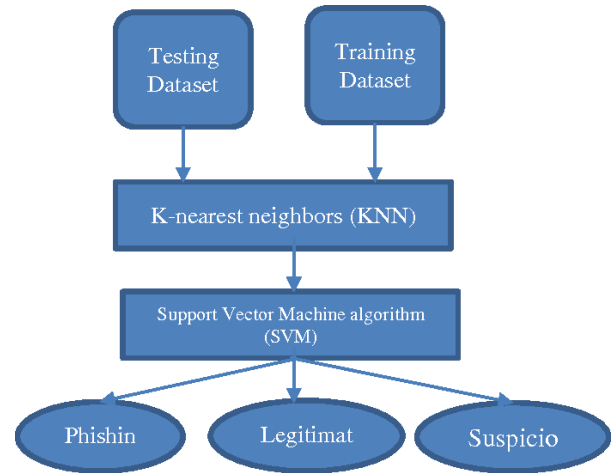 Testing
Dataset
Training
Dataset
K-nearest neighbors (KNN)
Support Vector Machine algorithm
(SVM)
Phishin
Legitimat
Suspicio